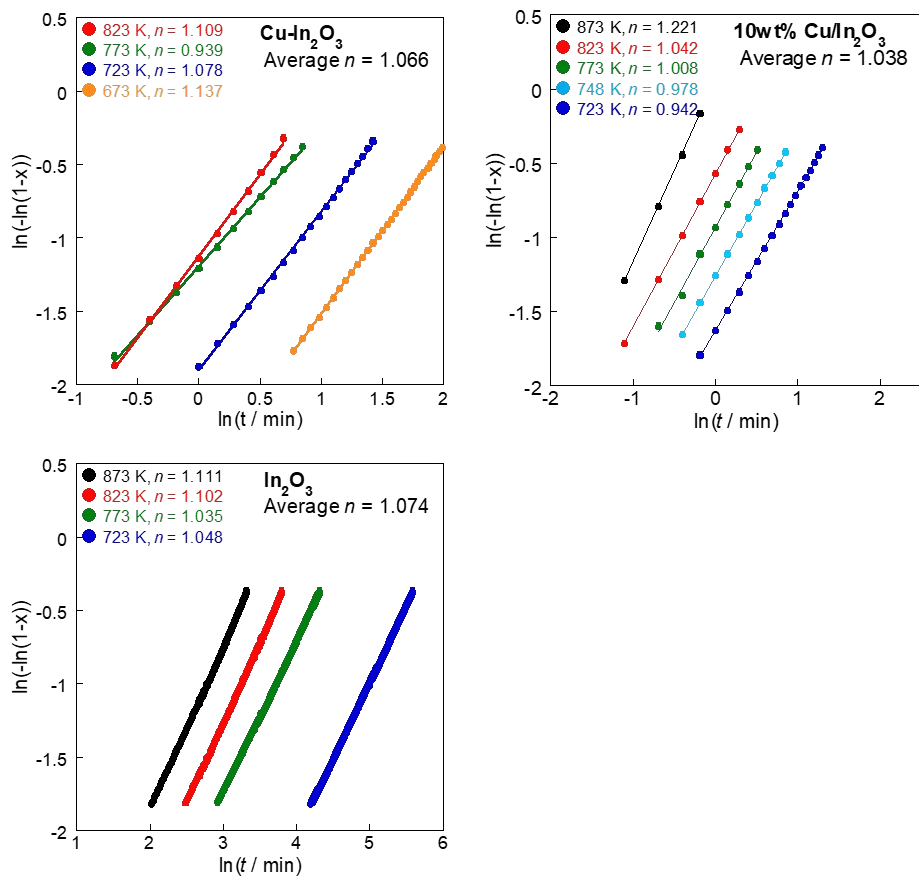 Cu-In2O3
Average n = 1.066
823 K, n = 1.109
773 K, n = 0.939
723 K, n = 1.078
673 K, n = 1.137
0.5
0
-0.5
-1
-1.5
-2
ln(-ln(1-x))
-1
-0.5
0
0.5
1
1.5
2
ln(t / min)
10wt% Cu/In2O3
Average n = 1.038
873 K, n = 1.221
823 K, n = 1.042
773 K, n = 1.008
748 K, n = 0.978
723 K, n = 0.942
0.5
0
-0.5
-1
-1.5
-2
ln(-ln(1-x))
-2
-1
0
1
2
ln(t / min)
In2O3
Average n = 1.074
873 K, n = 1.111
823 K, n = 1.102
773 K, n = 1.035
723 K, n = 1.048
0.5
0
-0.5
-1
-1.5
-2
ln(-ln(1-x))
1
2
3
4
5
6
ln(t / min)